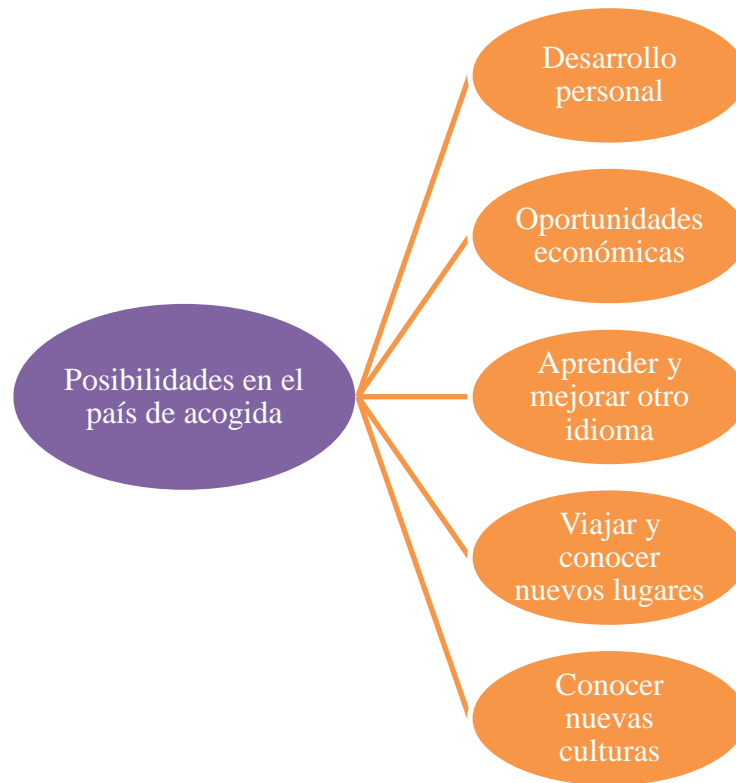 Desarrollo
personal
Oportunidades
económicas
Posibilidades en el
país de acogida
Aprender y
mejorar otro
idioma
Viajar y
conocer
nuevos lugares
Conocer
nuevas
culturas